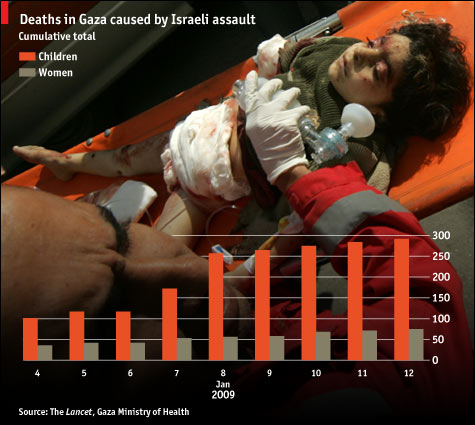 Deaths in Gaza caused by Israeli assault
Cumulative total
Children
Women
300
250
200
150
100
50
0
4 5 6 7 8 9 10 11 12
Jan
2009
Source: The Lancet, Gaza Ministry of Health